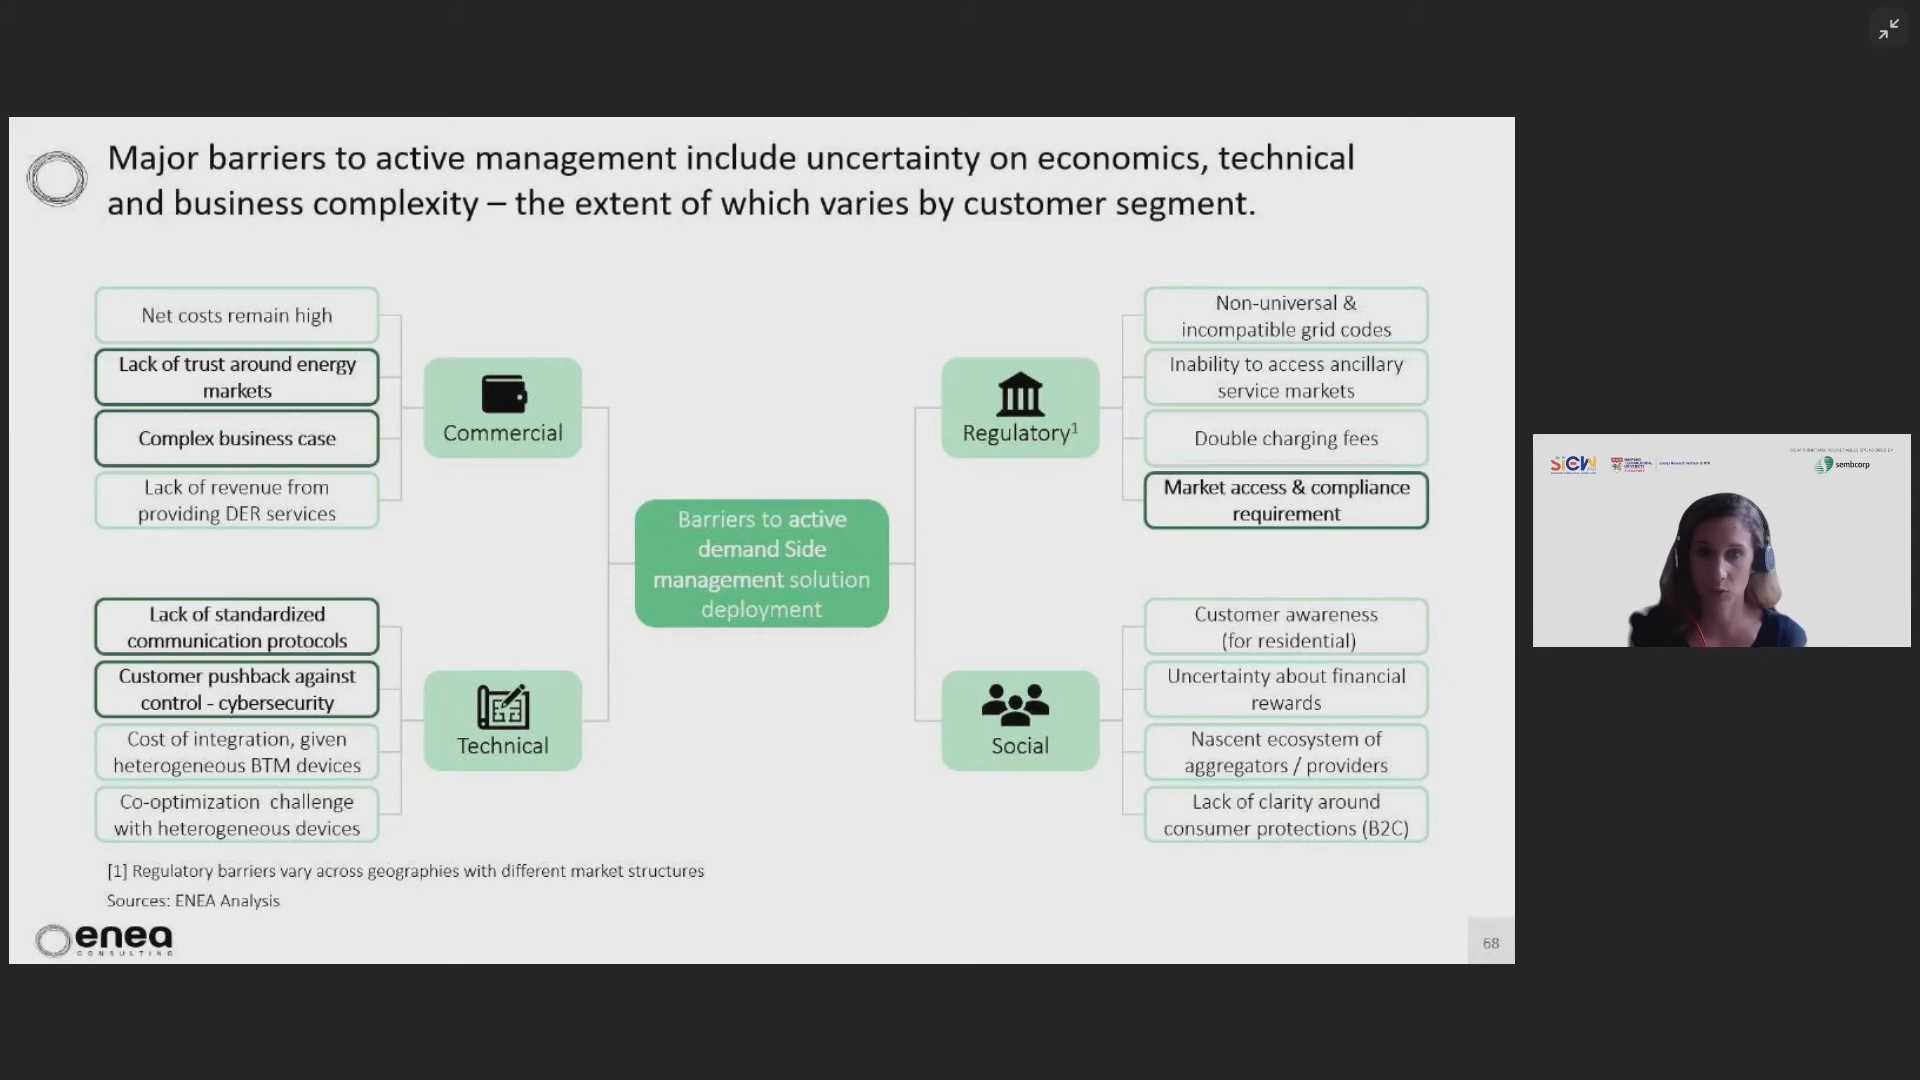 Major barriers to active management include uncertainty on economics, technical
and business complexity – the extent of which varies by customer segment.
Net costs remain high
Lack of trust around energy
markets
Complex business case
Lack of revenue from
providing DER services
Commercial
Lack of standardized
communication protocols
Customer pushback against
control - cybersecurity
Cost of integration, given
heterogeneous BTM devices
Co-optimization challenge
with heterogeneous devices
Technical
Barriers to active
demand Side
management solution
deployment
Regulatory¹
Non-universal &
incompatible grid codes
Inability to access ancillary
service markets
Double charging fees
Market access & compliance
requirement
Social
Customer awareness
(for residential)
Uncertainty about financial
rewards
Nascent ecosystem of
aggregators / providers
Lack of clarity around
consumer protections (B2C)
[1] Regulatory barriers vary across geographies with different market structures
Sources: ENEA Analysis
enea
CONSULTING
68
SIEW
sembcorp